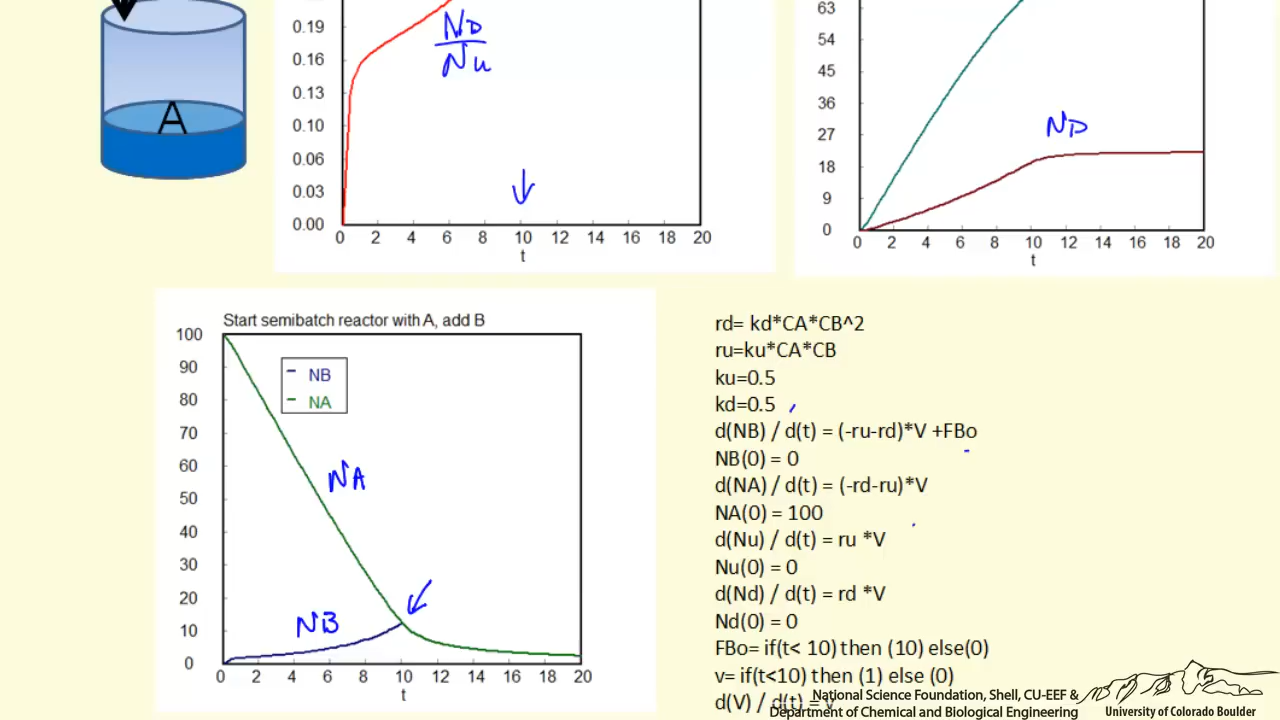 A
0.19
0.16
0.13
0.10
0.06
0.03
0.00
0 2 4 6 8 10 12 14 16 18 20
t
ND
Nu
63
54
45
36
27
18
9
0
0 2 4 6 8 10 12 14 16 18 20
t
ND
Start semibatch reactor with A, add B
100
90
80
70
60
50
40
30
20
10
0
0 2 4 6 8 10 12 14 16 18 20
t
NB
NA
NA
NB
rd= kd*CA*CB^2
ru=ku*CA*CB
ku=0.5
kd=0.5
d(NB) / d(t) = (-ru-rd)*V +FBo
NB(0) = 0
d(NA) / d(t) = (-rd-ru)*V
NA(0) = 100
d(Nu) / d(t) = ru *V
Nu(0) = 0
d(Nd) / d(t) = rd *V
Nd(0) = 0
FBo= if(t< 10) then (10) else(0)
v= if(t<10) then (1) else (0)
d(V) / d(t) = v
National Science Foundation, Shell, CU-EEF &
Department of Chemical and Biological Engineering
University of Colorado Boulder